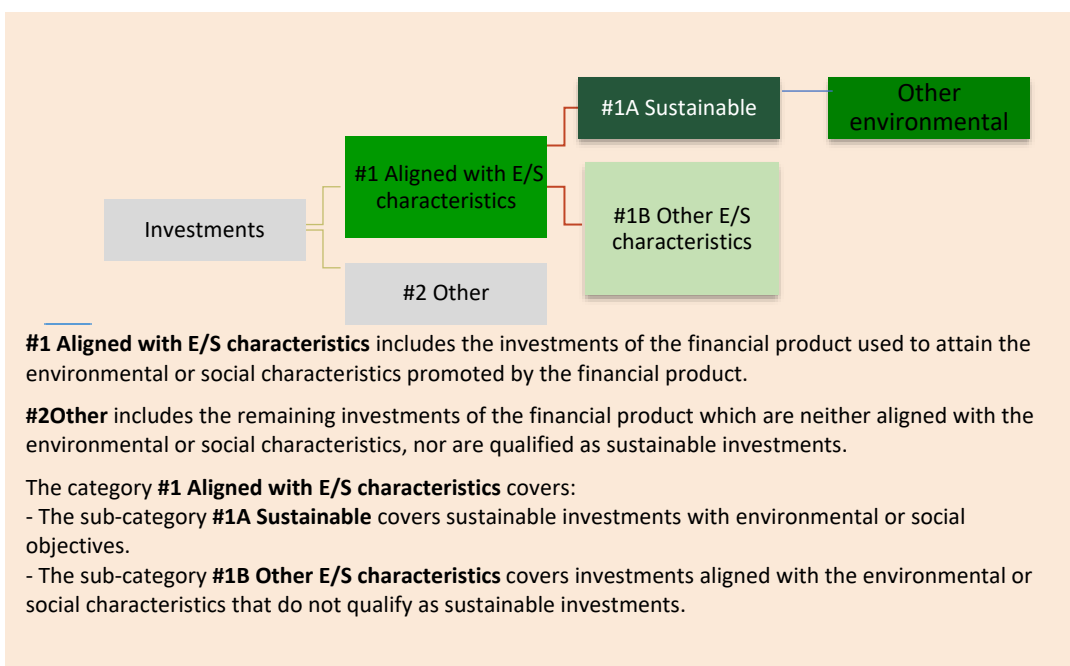 #1A Sustainable
Other
environmental
#1 Aligned with E/S
characteristics
#1B Other E/S
characteristics
Investments
#2 Other
#1 Aligned with E/S characteristics includes the investments of the financial product used to attain the
environmental or social characteristics promoted by the financial product.
#2Other includes the remaining investments of the financial product which are neither aligned with the
environmental or social characteristics, nor are qualified as sustainable investments.
The category #1 Aligned with E/S characteristics covers:
- The sub-category #1A Sustainable covers sustainable investments with environmental or social
objectives.
- The sub-category #1B Other E/S characteristics covers investments aligned with the environmental or
social characteristics that do not qualify as sustainable investments.